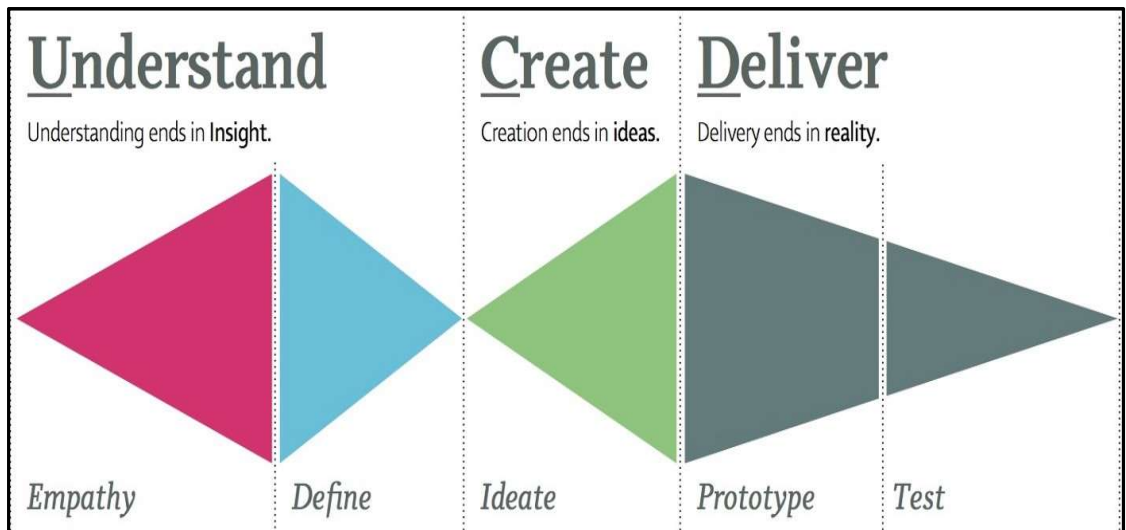 Understand Create Deliver
Understanding ends in Insight. Creation ends in ideas. Delivery ends in reality.
Empathy Define Ideate Prototype Test